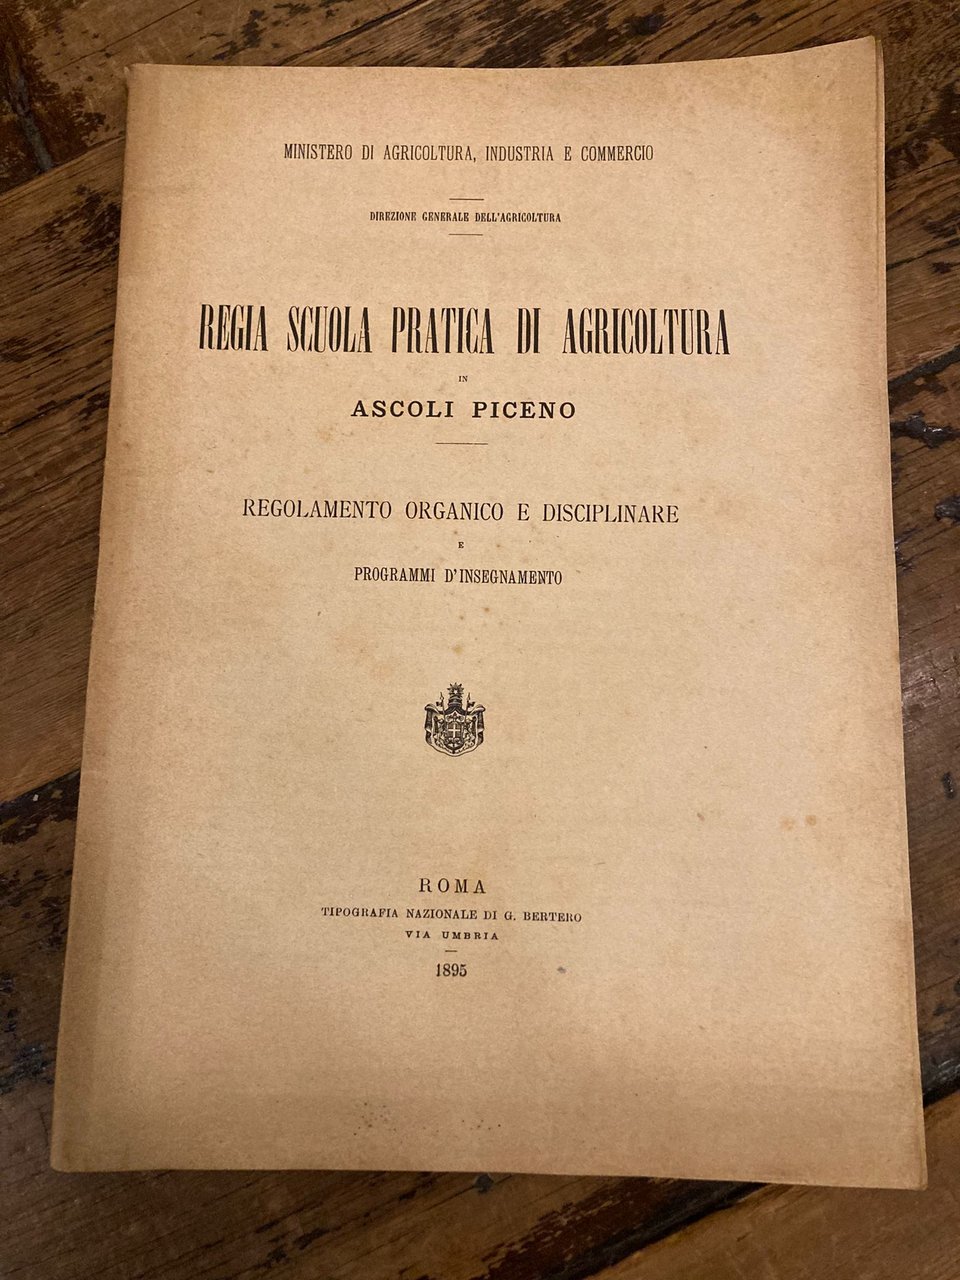 MINISTERO DI AGRICOLTURA, INDUSTRIA E COMMERCIO
DIREZIONE GENERALE DELL'AGRICOLTURA
REGIA SCUOLA PRATICA DI AGRICOLTURA
IN
ASCOLI PICENO
REGOLAMENTO ORGANICO E DISCIPLINARE
E
PROGRAMMI D'INSEGNAMENTO
ROMA
TIPOGRAFIA NAZIONALE DI G. BERTERO
VIA UMBRIA
1895